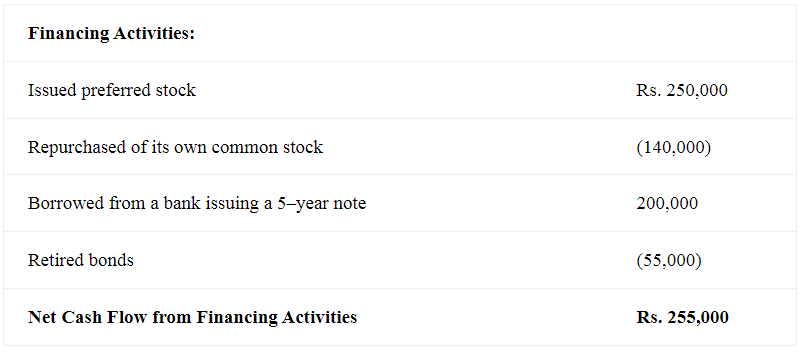 Financing Activities:
Issued preferred stock Rs. 250,000
Repurchased of its own common stock (140,000)
Borrowed from a bank issuing a 5–year note 200,000
Retired bonds (55,000)
Net Cash Flow from Financing Activities Rs. 255,000